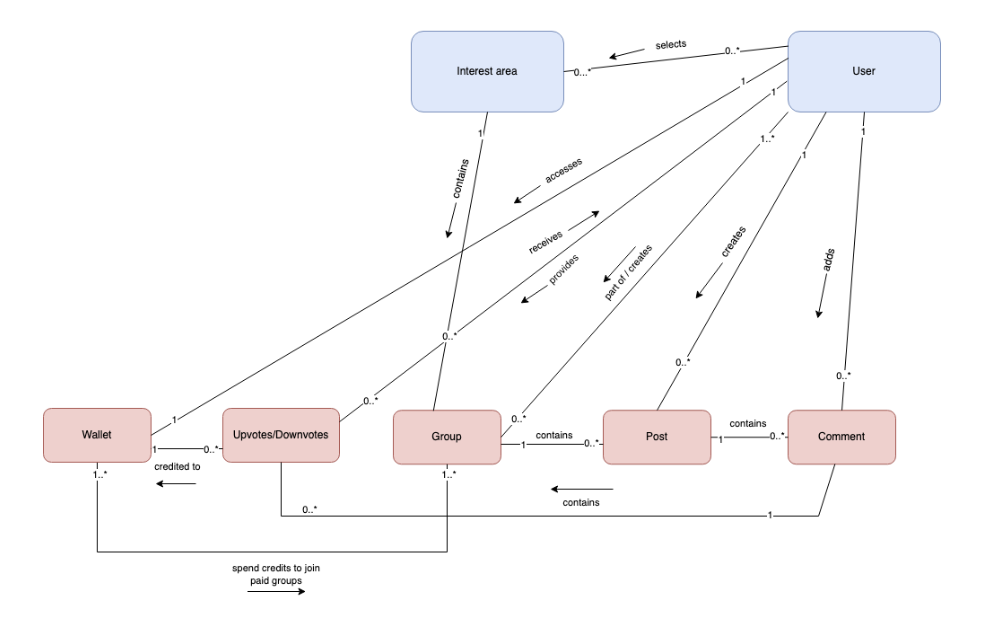 selects
Interest area
0...*
0..*
User
1
1
1
1..*
1
1
contains
accesses
receives
provides
part of / creates
creates
adds
0..*
0..*
0..*
0..*
1
0..*
Wallet
Upvotes/Downvotes
Group
Post
Comment
1
0..*
1
contains
0..*
1
contains
0..*
credited to
1..*
1..*
contains
0..*
1
spend credits to join
paid groups